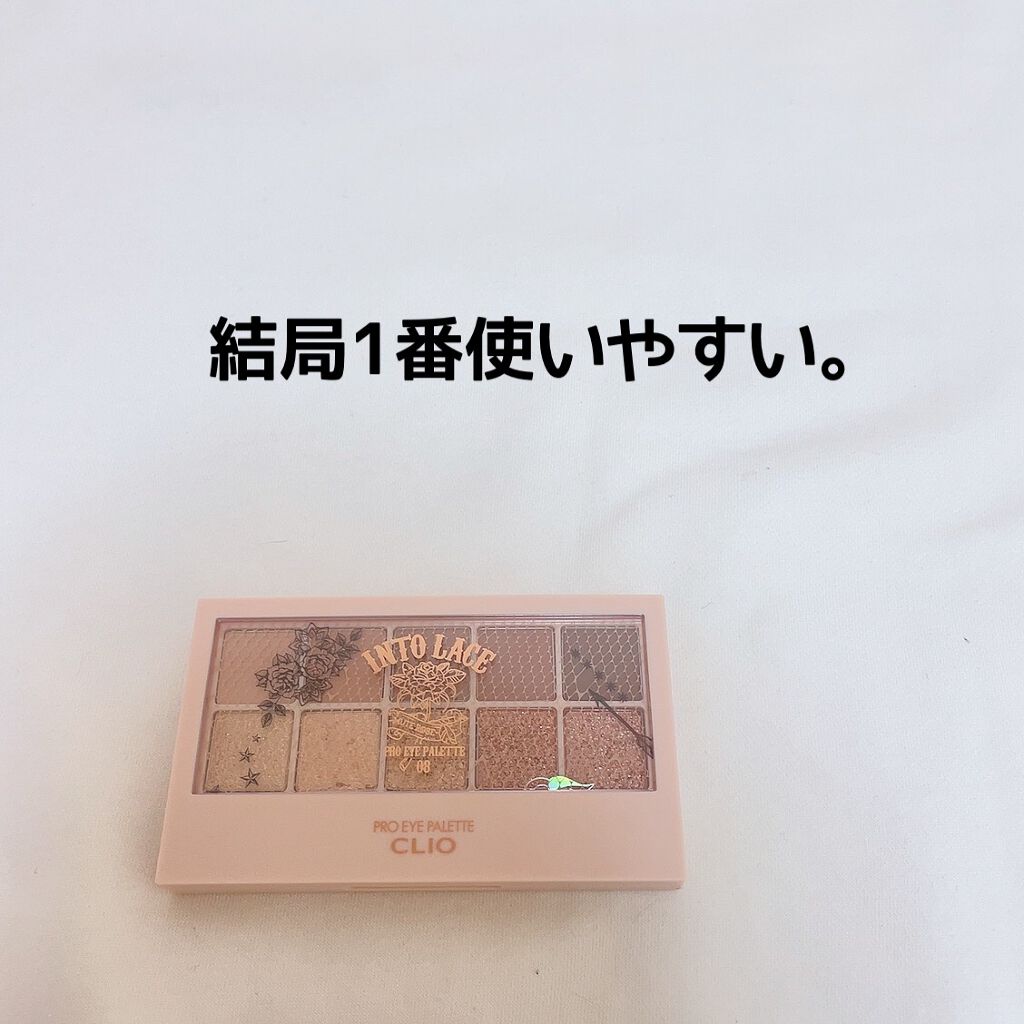 結局1番使いやすい。
INTO LACE
PRO EYE PALETTE
08
PRO EYE PALETTE
CLIO